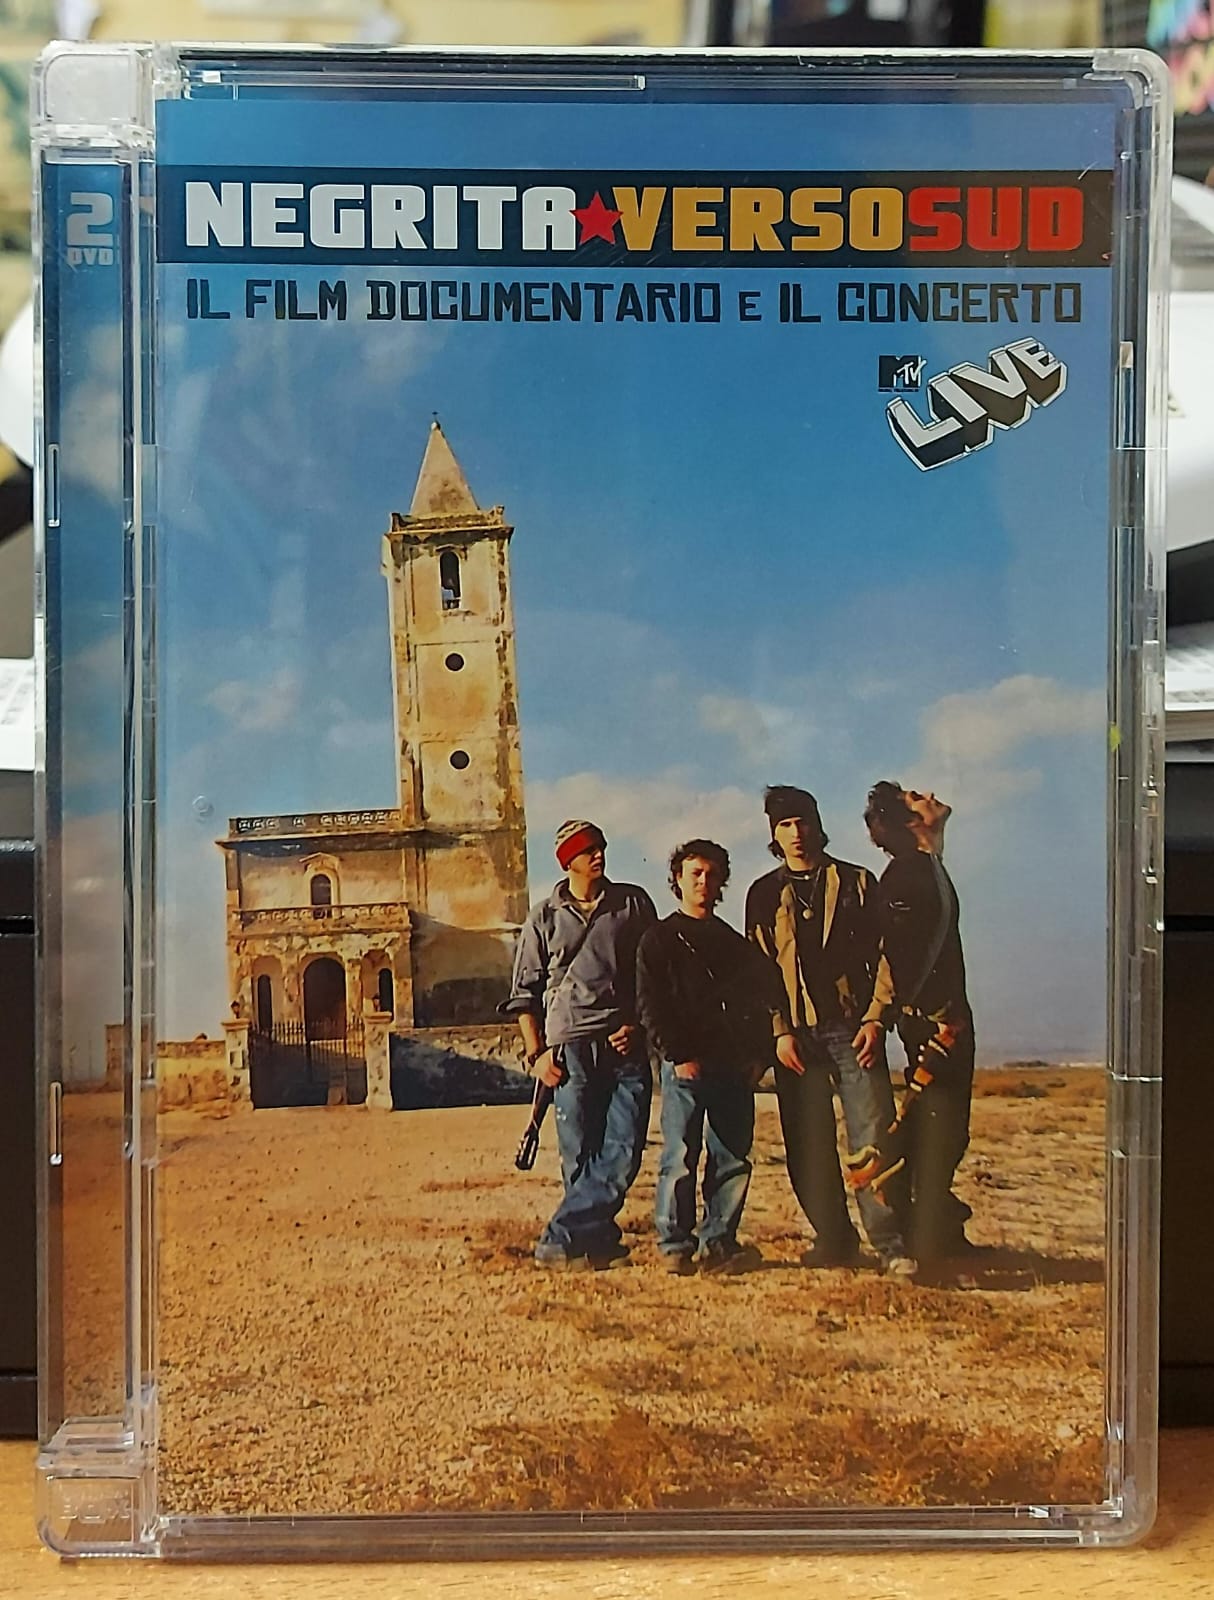 NEGRITA★VERSOSUD
IL FILM DOCUMENTARIO E IL CONCERTO
MTV
LIVE
2
DVD